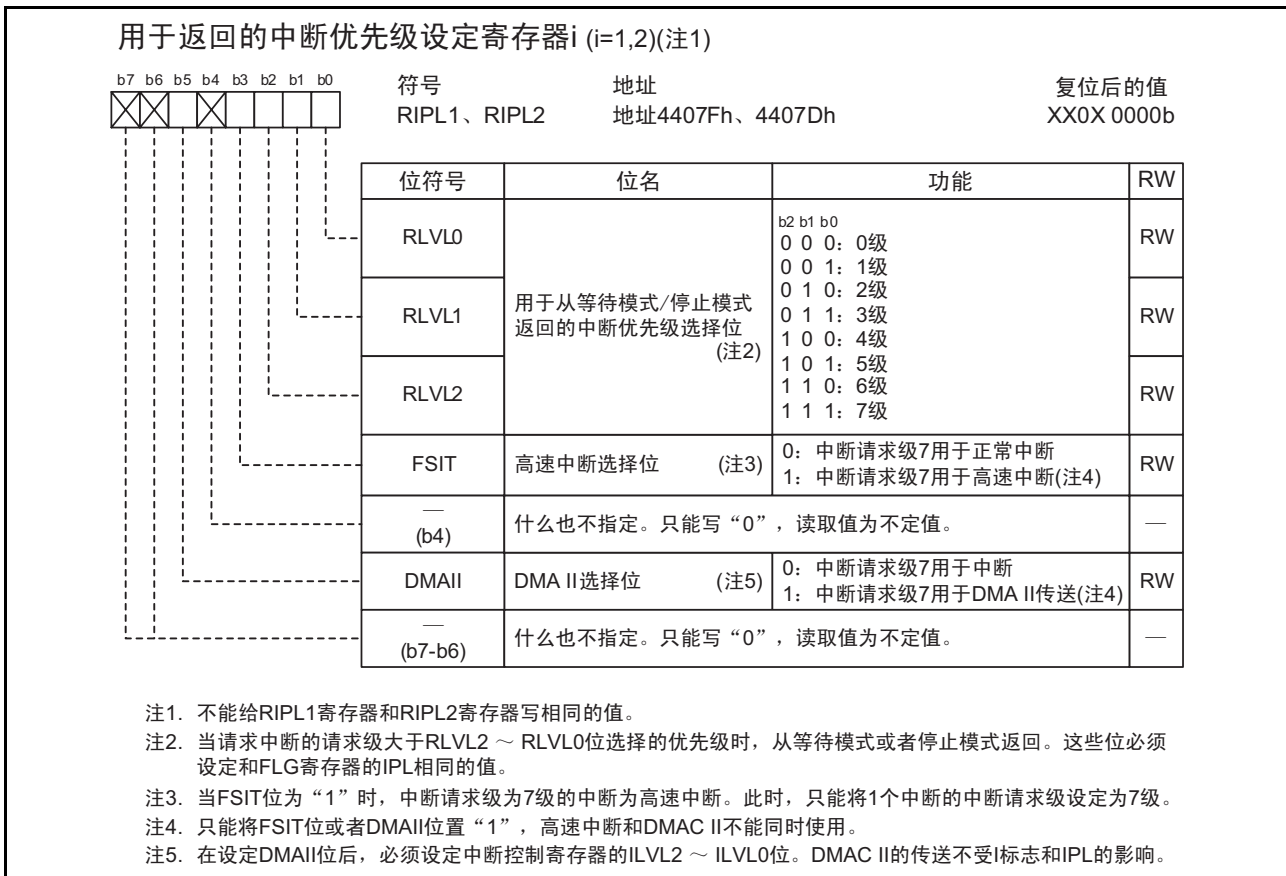 用于返回的中断优先级设定寄存器i (i=1,2)(注1)
b7 b6 b5 b4 b3 b2 b1 b0
符号 地址 复位后的值
RIPL1、RIPL2 地址4407Fh、4407Dh XX0X 0000b
位符号 位名 功能 RW
RLVL0 RW
RLVL1 RW
RLVL2 RW
用于从等待模式/停止模式
返回的中断优先级选择位
(注2)
b2 b1 b0
0 0 0：0级
0 0 1：1级
0 1 0：2级
0 1 1：3级
1 0 0：4级
1 0 1：5级
1 1 0：6级
1 1 1：7级
FSIT 高速中断选择位 (注3) 0：中断请求级7用于正常中断
1：中断请求级7用于高速中断(注4) RW
—
(b4) 什么也不指定。只能写“0”，读取值为不定值。 —
DMAII DMA II选择位 (注5) 0：中断请求级7用于中断
1：中断请求级7用于DMA II传送(注4) RW
—
(b7-b6) 什么也不指定。只能写“0”，读取值为不定值。 —
注1. 不能给RIPL1寄存器和RIPL2寄存器写相同的值。
注2. 当请求中断的请求级大于RLVL2 ～ RLVL0位选择的优先级时，从等待模式或者停止模式返回。这些位必须
设定和FLG寄存器的IPL相同的值。
注3. 当FSIT位为“1”时，中断请求级为7级的中断为高速中断。此时，只能将1个中断的中断请求级设定为7级。
注4. 只能将FSIT位或者DMAII位置“1”，高速中断和DMAC II不能同时使用。
注5. 在设定DMAII位后，必须设定中断控制寄存器的ILVL2 ～ ILVL0位。DMAC II的传送不受I标志和IPL的影响。